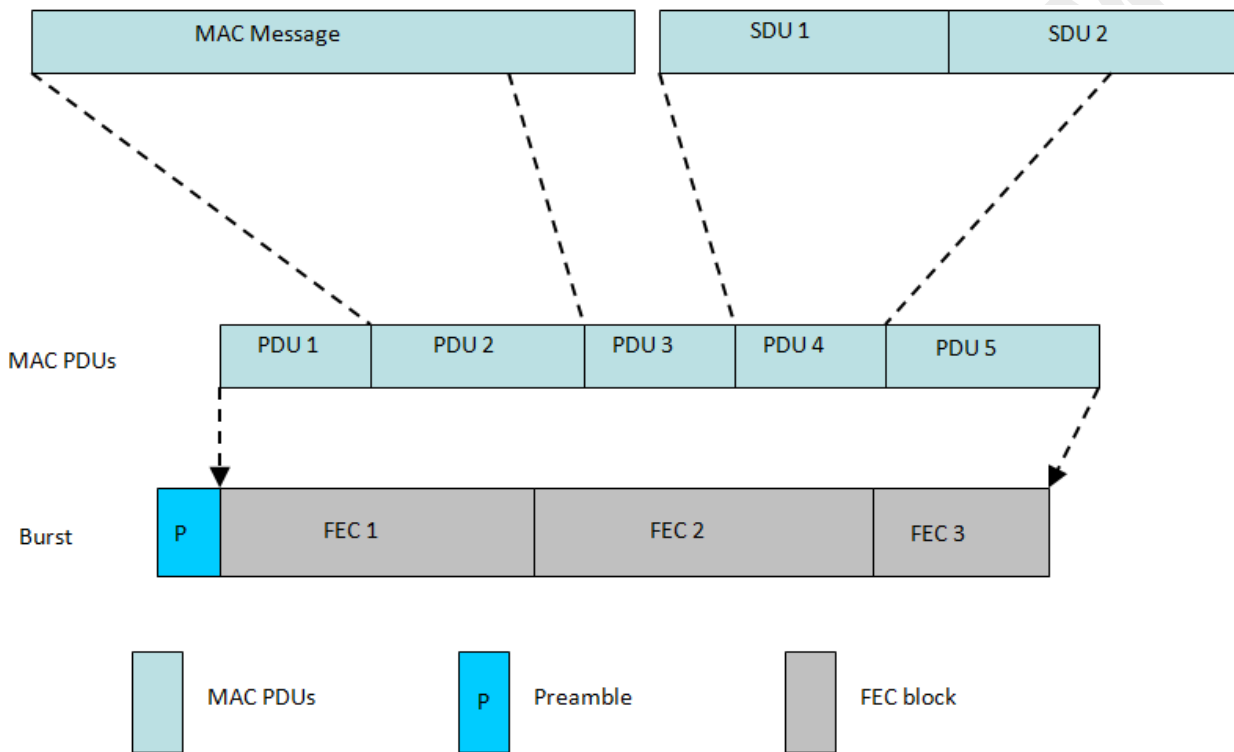 MAC Message
SDU 1
SDU 2
MAC PDUs
PDU 1
PDU 2
PDU 3
PDU 4
PDU 5
Burst
P
FEC 1
FEC 2
FEC 3
MAC PDUs
P
Preamble
FEC block